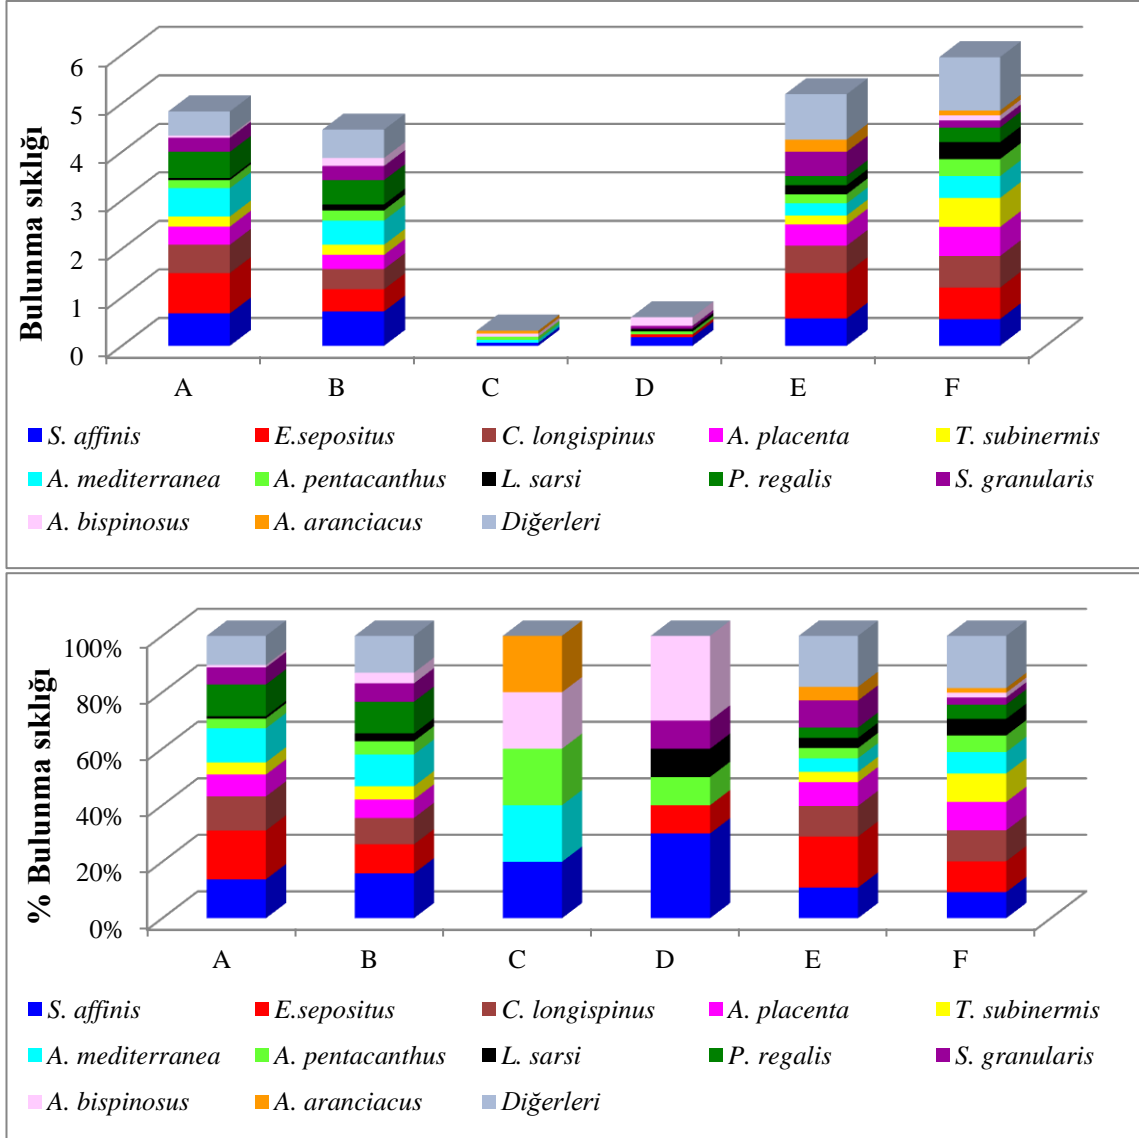 Bulunma sıklığı
6
5
4
3
2
1
0
A B C D E F
S. affinis E.sepositus C. longispinus A. placenta T. subinermis
A. mediterranea A. pentacanthus L. sarsi P. regalis S. granularis
A. bispinosus A. aranciacus Diğerleri
% Bulunma sıklığı
100%
80%
60%
40%
20%
0%
A B C D E F
S. affinis E.sepositus C. longispinus A. placenta T. subinermis
A. mediterranea A. pentacanthus L. sarsi P. regalis S. granularis
A. bispinosus A. aranciacus Diğerleri